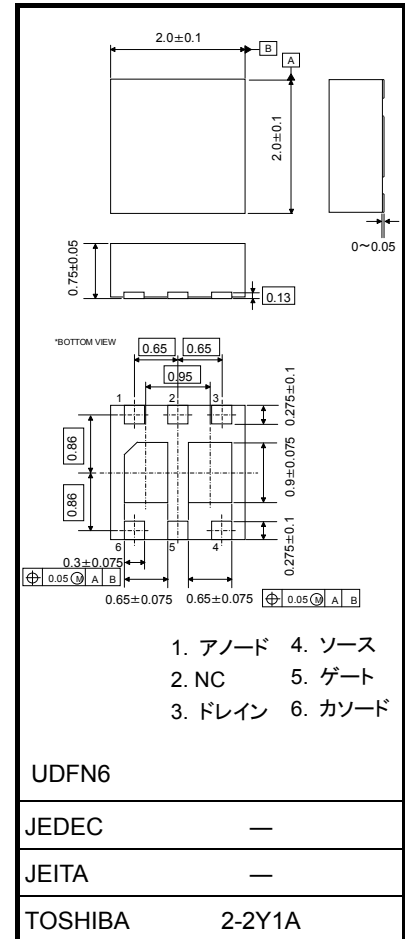 2.0±0.1
B
A
2.0±0.1
0.75±0.05
0.13
0~0.05
*BOTTOM VIEW
0.65 0.65
0.95
1 2 3
0.275±0.1
0.86
0.9±0.075
0.86
0.275±0.1
6 5 4
0.3±0.075
⌖ 0.05 Ⓜ A B
0.65±0.075 0.65±0.075 ⌖ 0.05 Ⓜ A B
1. アノード 4. ソース
2. NC 5. ゲート
3. ドレイン 6. カソード
UDFN6
JEDEC ―
JEITA ―
TOSHIBA 2-2Y1A